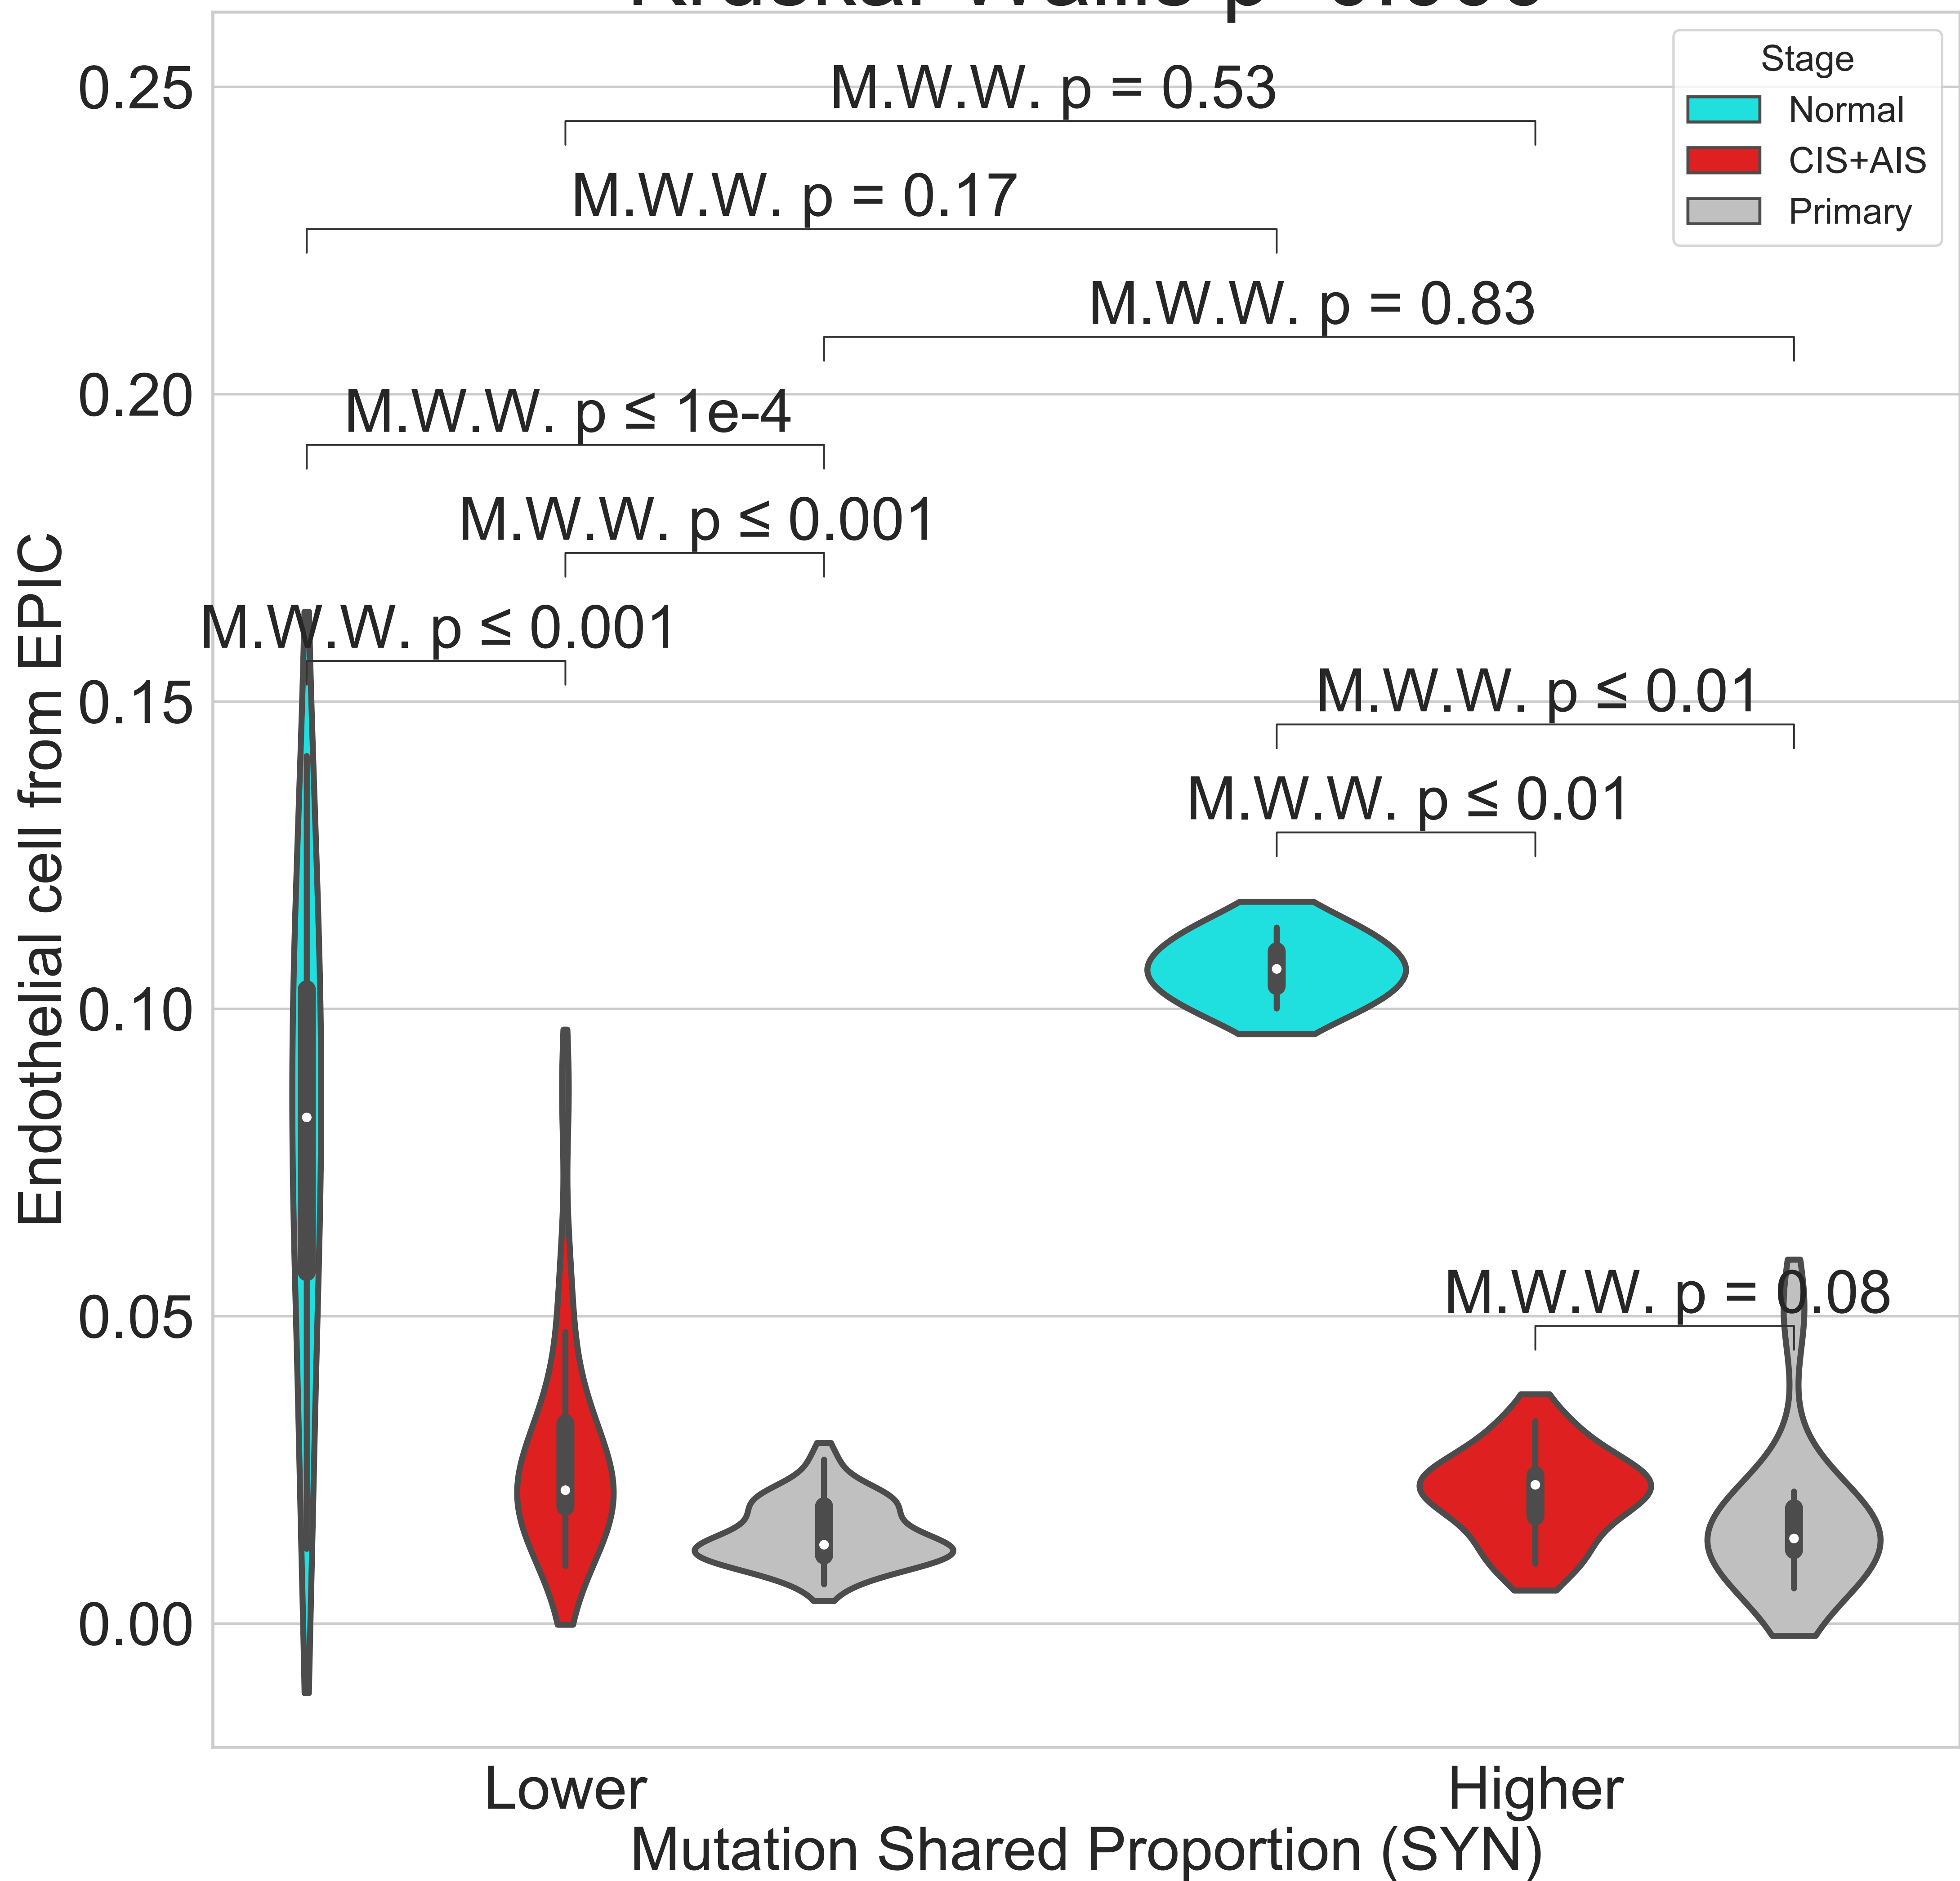 0.25
0.20
0.15
0.10
0.05
0.00
Endothelial cell from EPIC
M.W.W. p = 0.53
M.W.W. p = 0.17
M.W.W. p = 0.83
M.W.W. p ≤ 1e-4
M.W.W. p ≤ 0.001
M.W.W. p ≤ 0.001
M.W.W. p ≤ 0.01
M.W.W. p ≤ 0.01
M.W.W. p = 0.08
Stage
Normal
CIS+AIS
Primary
Lower
Higher
Mutation Shared Proportion (SYN)